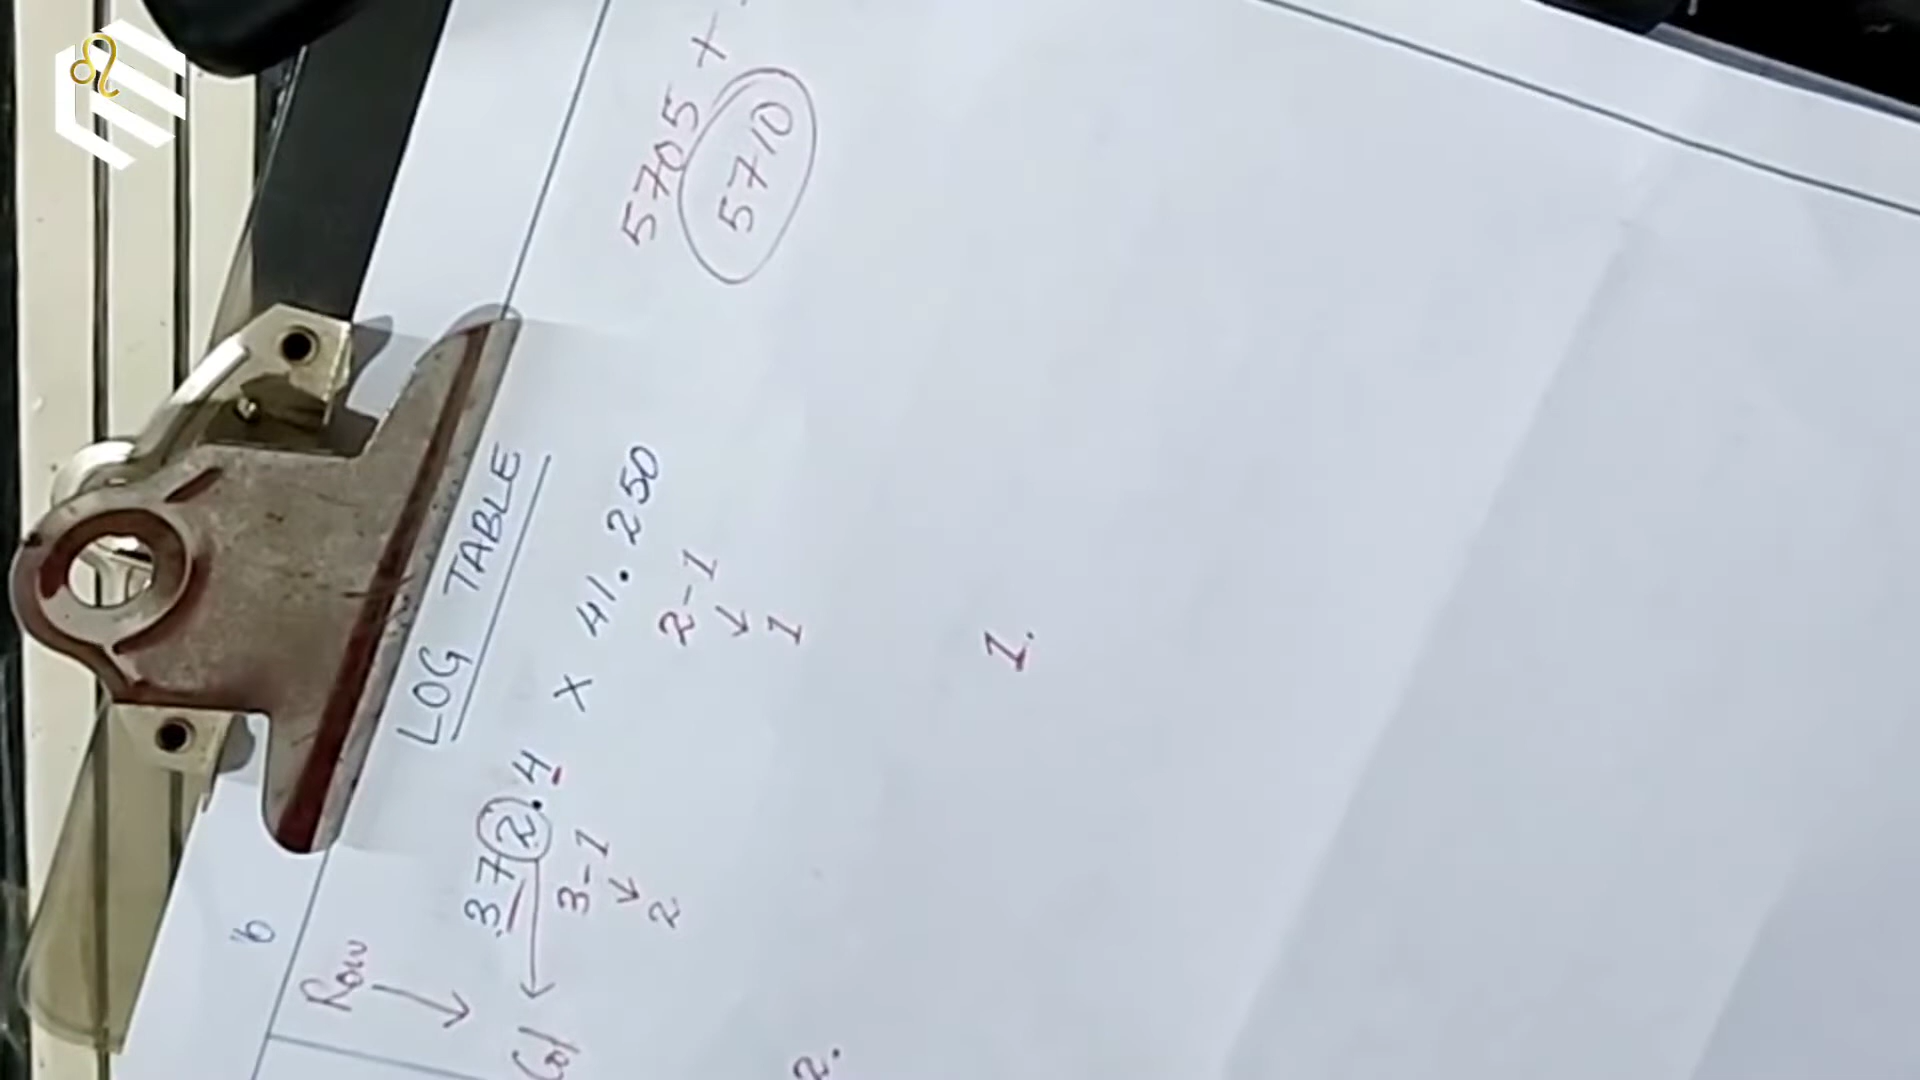 LOG TABLE
Row
372.4 x 41.250
3-1 2-1
↓ ↓
2 1
Col
2. 1.
5705 +
5710
6